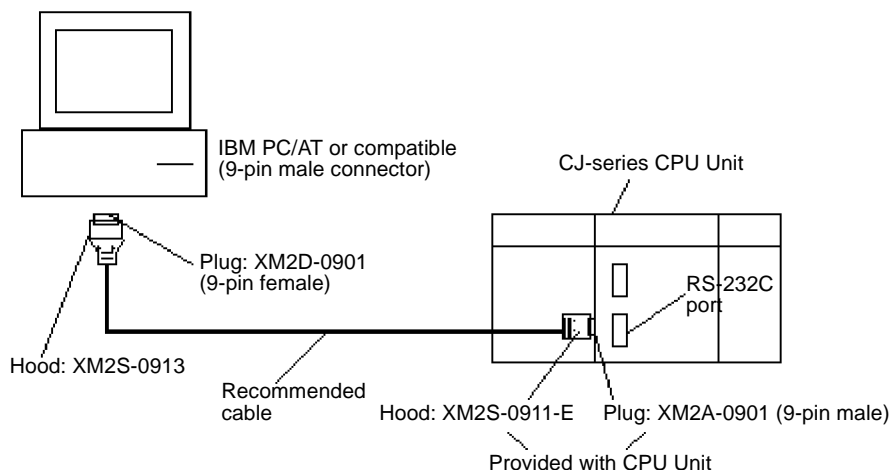 IBM PC/AT or compatible
(9-pin male connector)
CJ-series CPU Unit
Plug: XM2D-0901
(9-pin female)
RS-232C
port
Hood: XM2S-0913
Recommended
cable
Hood: XM2S-0911-E
Plug: XM2A-0901 (9-pin male)
Provided with CPU Unit